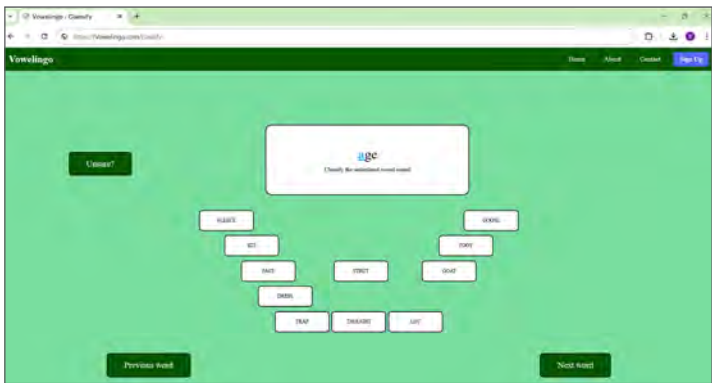 Vowelingo - Classify
https://vowelingo.com/classify
Vowelingo
Home About Contact Sign Up
age
Classify the underlined vowel sound
Unsure?
FLEECE GOOSE
KIT FOOT
FACE STRUT GOAT
DRESS
TRAP THOUGHT LOT
Previous word Next word